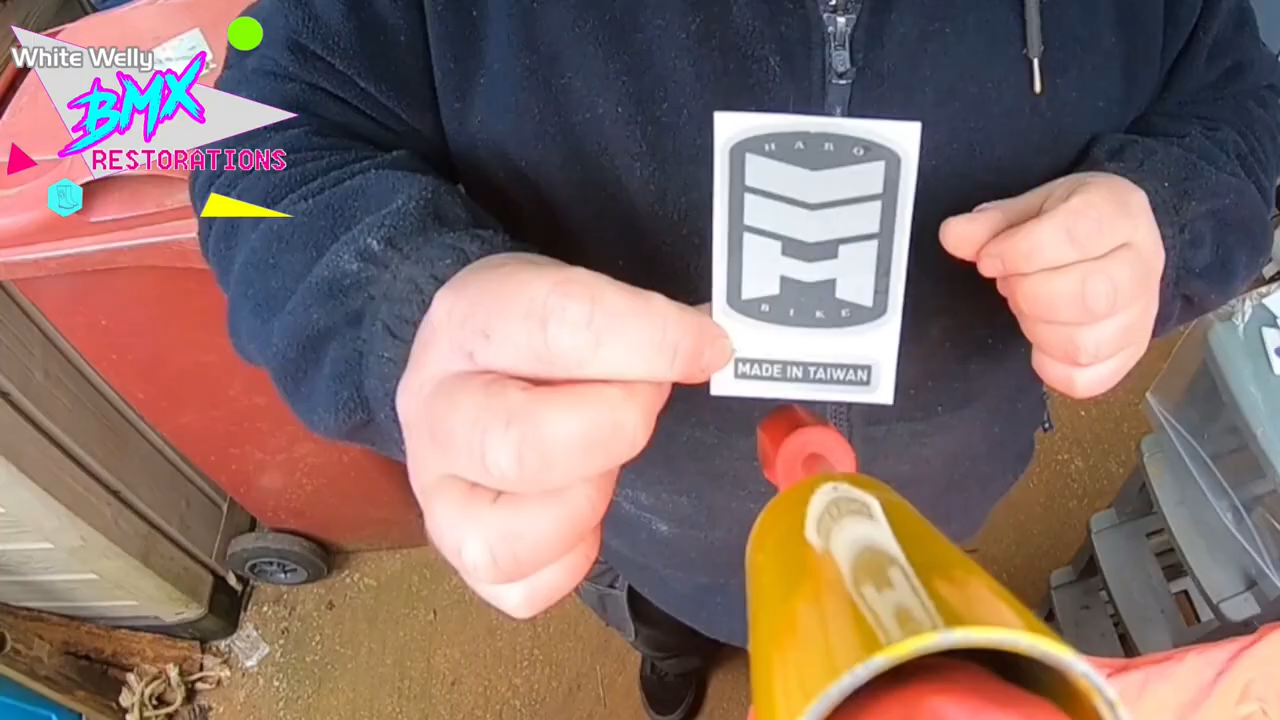 White Welly
BMX
RESTORATIONS
HARO
BIKE
MADE IN TAIWAN